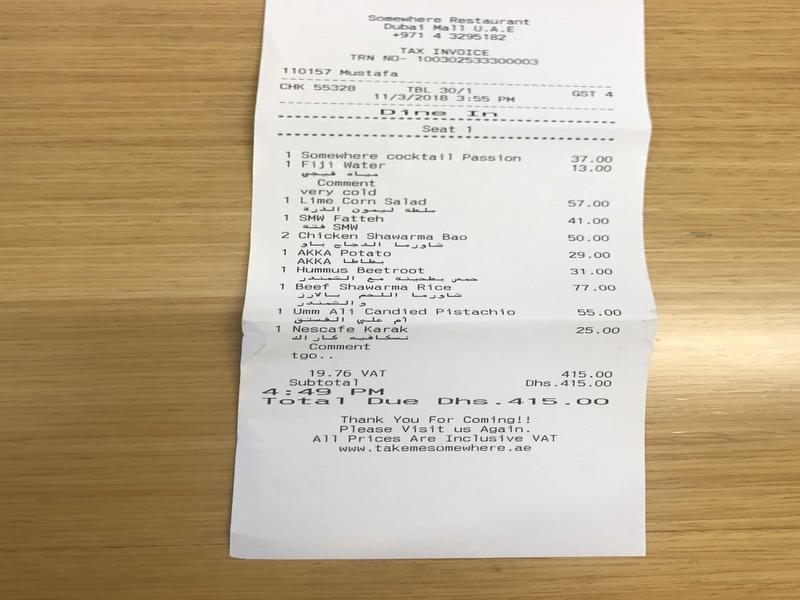 Somewhere Restaurant
Dubai Mall U.A.E
+971 4 3295182
TAX INVOICE
TRN NO- 100302533300003
110157 Mustafa
CHK 55328 TBL 30/1 GST 4
11/3/2018 3:55 PM
Dine In
Seat 1
1 Somewhere cocktail Passion 37.00
1 Fiji Water 13.00
مياه فيجي
Comment
very cold
1 Lime Corn Salad 57.00
سلطة ليمون الذرة
1 SMW Fatteh 41.00
فتة SMW
2 Chicken Shawarma Bao 50.00
شاورما الدجاج باو
1 AKKA Potato 29.00
AKKA بطاطا
1 Hummus Beetroot 31.00
حمص بطحينة مع الشمندر
1 Beef Shawarma Rice 77.00
شاورما اللحم بالارز
والشمندر
1 Umm Ali Candied Pistachio 55.00
أم علي الفستق
1 Nescafe Karak 25.00
نسكافيه كاراك
Comment
tgo..
19.76 VAT 415.00
Subtotal Dhs.415.00
4:49 PM
Total Due Dhs.415.00
Thank You For Coming!!
Please Visit us Again.
All Prices Are Inclusive VAT
www.takemesomewhere.ae